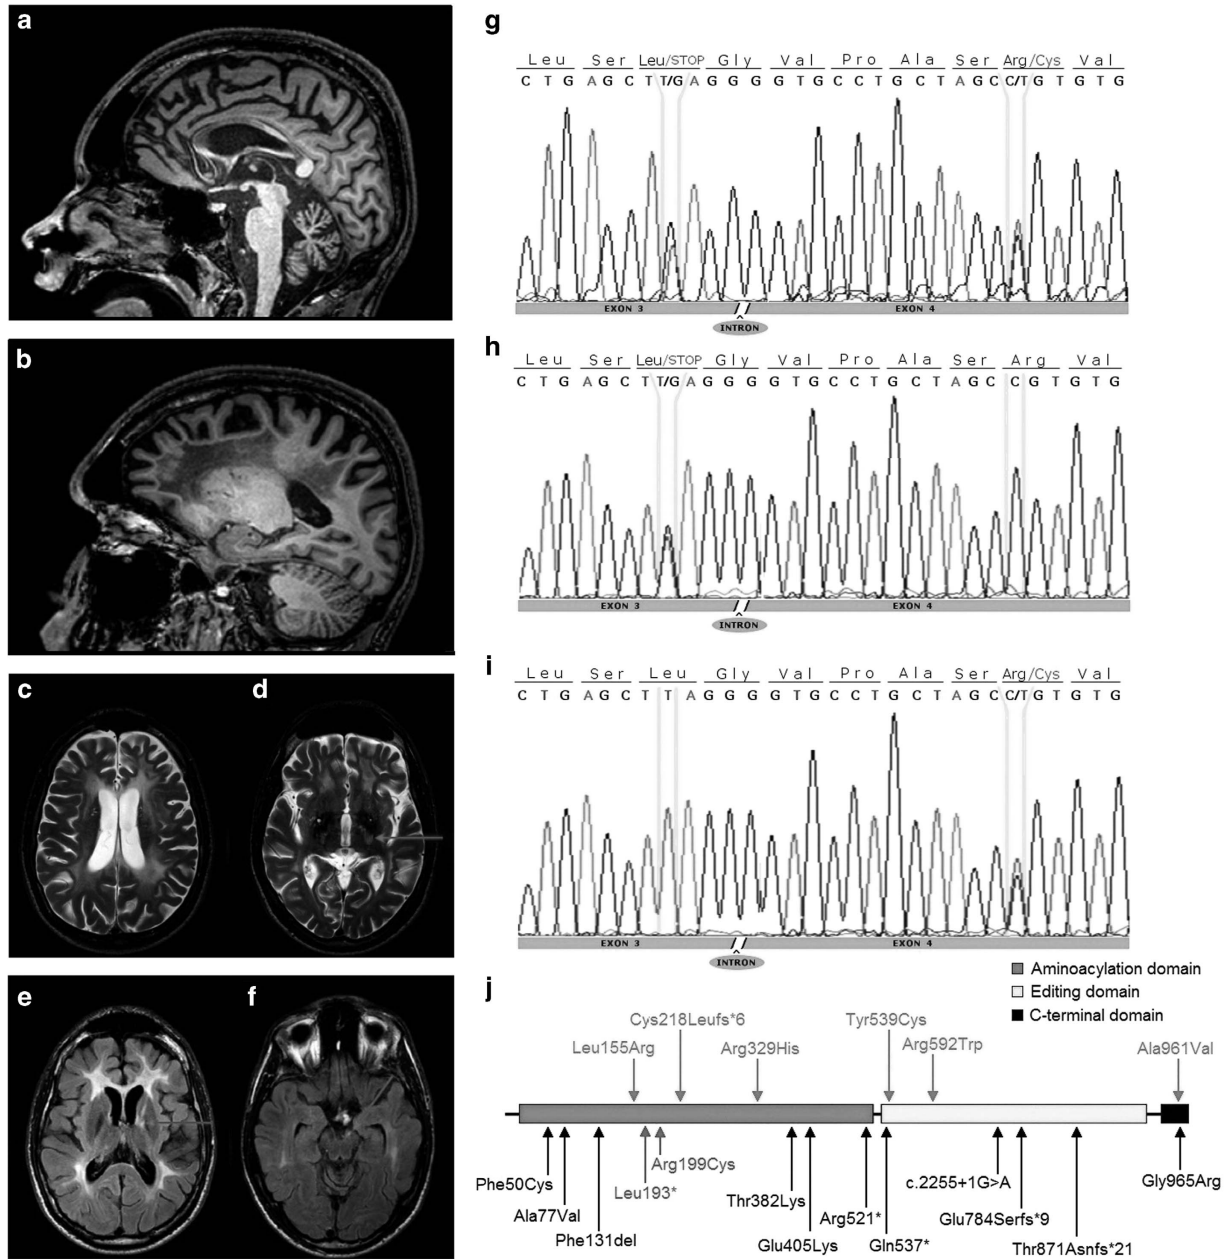 a
b
c
d
e
f
g
Leu Ser Leu/STOP Gly Val Pro Ala Ser Arg/Cys Val
C T G A G C T T/G A G G G G T G C C T G C T A G C C/T G T G T G
EXON 3 EXON 4
INTRON
h
Leu Ser Leu/STOP Gly Val Pro Ala Ser Arg Val
C T G A G C T T/G A G G G G T G C C T G C T A G C C G T G T G
EXON 3 EXON 4
INTRON
i
Leu Ser Leu Gly Val Pro Ala Ser Arg/Cys Val
C T G A G C T T A G G G G T G C C T G C T A G C C/T G T G T G
EXON 3 EXON 4
INTRON
j
Aminoacylation domain
Editing domain
C-terminal domain
Cys218Leufs*6 Tyr539Cys
Leu155Arg Arg329His Arg592Trp Ala961Val
Phe50Cys Arg199Cys c.2255+1G>A Gly965Arg
Leu193* Thr382Lys
Ala77Val Arg521* Glu784Serfs*9
Phe131del Glu405Lys Gln537* Thr871Asnfs*21